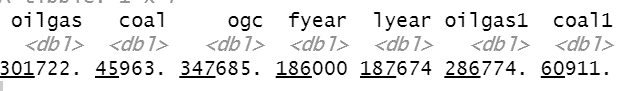 oilgas coal ogc fyear lyear oilgas1 coal1
<dbl> <dbl> <dbl> <dbl> <dbl> <dbl> <dbl>
301722. 45963. 347685. 186000 187674 286774. 60911.